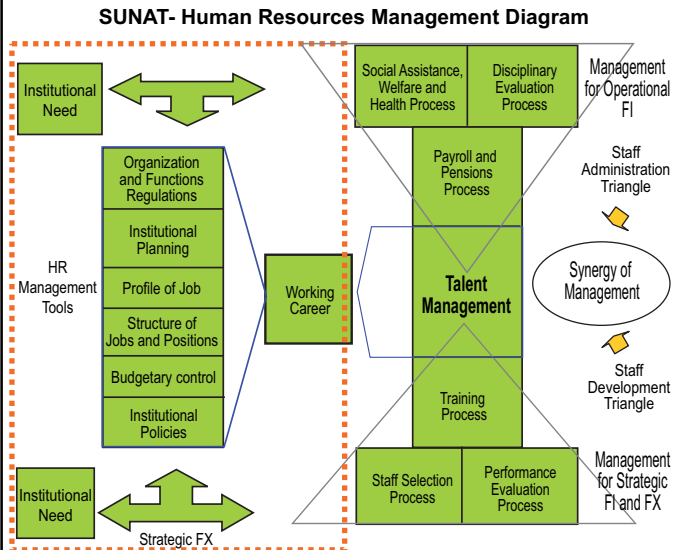 SUNAT- Human Resources Management Diagram
Institutional
Need
Organization
and Functions
Regulations
Institutional
Planning
HR
Management
Tools
Profile of Job
Structure of
Jobs and Positions
Budgetary control
Institutional
Policies
Institutional
Need
Strategic FX
Working
Career
Social Assistance,
Welfare and
Health Process
Disciplinary
Evaluation
Process
Payroll and
Pensions
Process
Talent
Management
Training
Process
Staff Selection
Process
Performance
Evaluation
Process
Management
for Operational
FI
Staff
Administration
Triangle
Synergy of
Management
Staff
Development
Triangle
Management
for Strategic
FI and FX